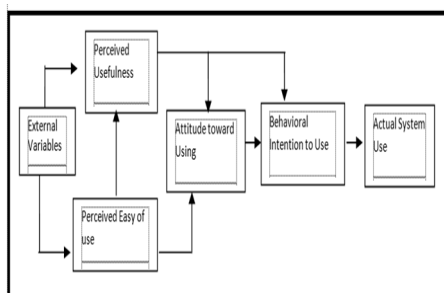 Perceived
Usefulness
External
Variables
Attitude toward
Using
Behavioral
Intention to Use
Actual System
Use
Perceived Easy of
use